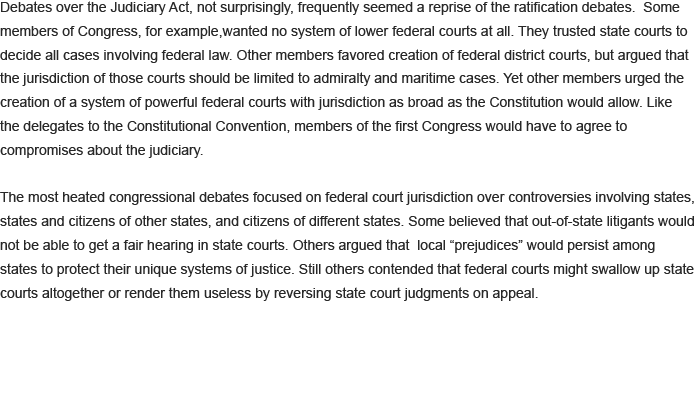 Debates over the Judiciary Act, not surprisingly, frequently seemed a reprise of the ratification debates.  Some
members of Congress, for example,wanted no system of lower federal courts at all. They trusted state courts to
decide all cases involving federal law. Other members favored creation of federal district courts, but argued that
the jurisdiction of those courts should be limited to admiralty and maritime cases. Yet other members urged the
creation of a system of powerful federal courts with jurisdiction as broad as the Constitution would allow. Like
the delegates to the Constitutional Convention, members of the first Congress would have to agree to
compromises about the judiciary.

The most heated congressional debates focused on federal court jurisdiction over controversies involving states,
states and citizens of other states, and citizens of different states. Some believed that out-of-state litigants would
not be able to get a fair hearing in state courts. Others argued that  local “prejudices” would persist among
states to protect their unique systems of justice. Still others contended that federal courts might swallow up state
courts altogether or render them useless by reversing state court judgments on appeal.